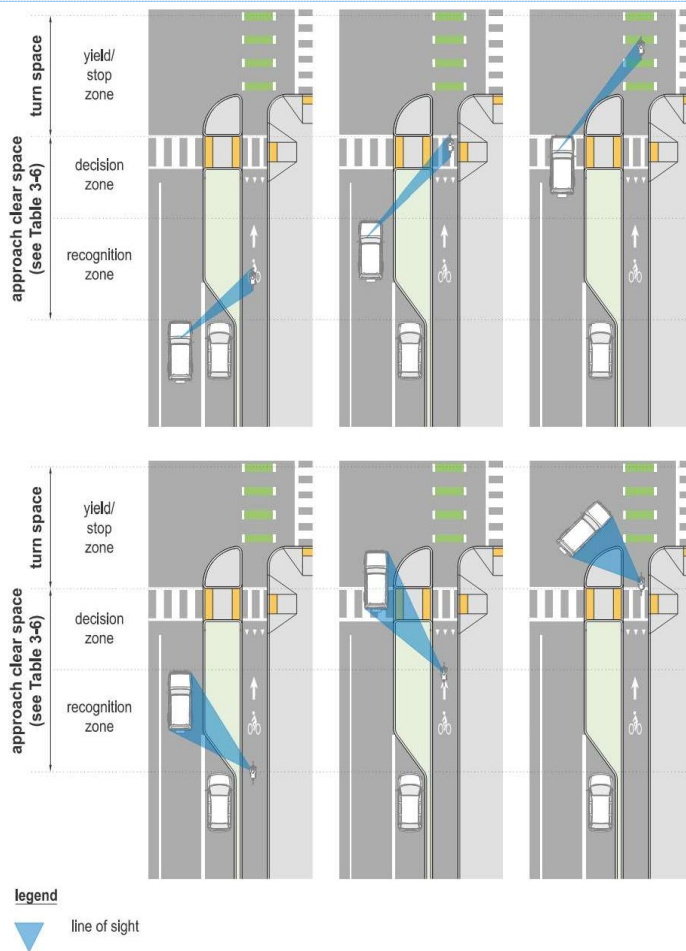 turn space
yield/
stop
zone
approach clear space
(see Table 3-6)
decision
zone
recognition
zone
turn space
yield/
stop
zone
approach clear space
(see Table 3-6)
decision
zone
recognition
zone
legend
line of sight